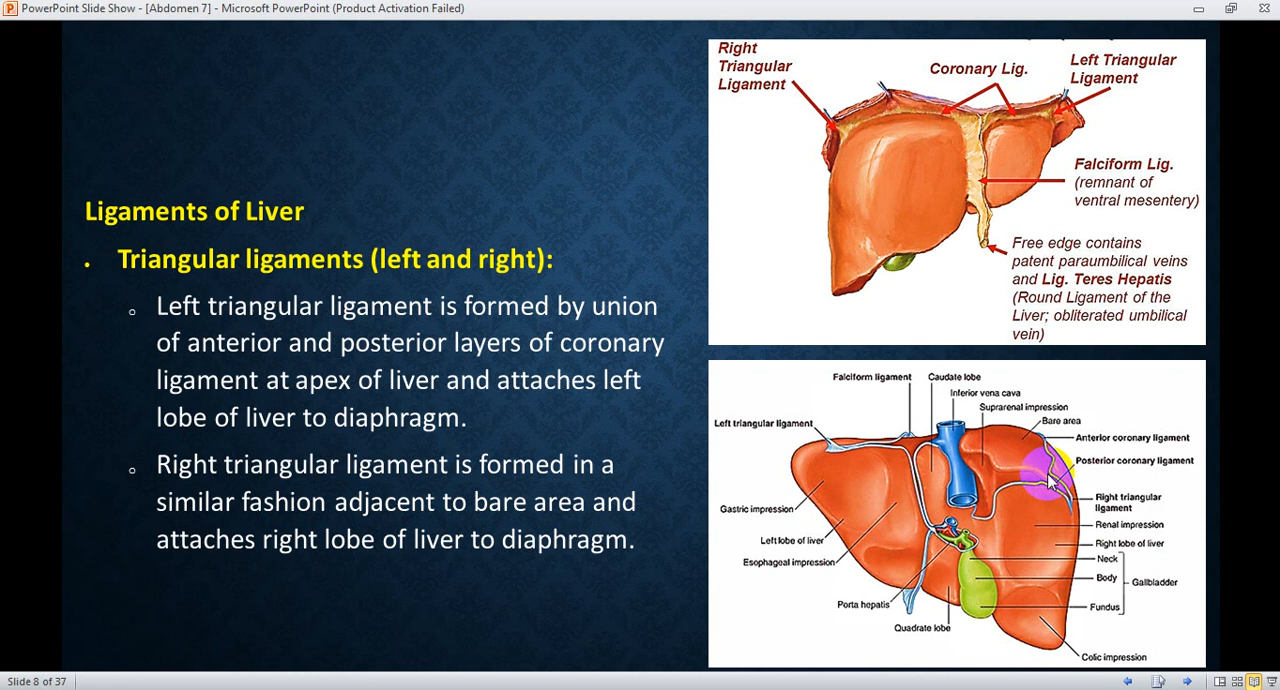 PowerPoint Slide Show - [Abdomen 7] - Microsoft PowerPoint (Product Activation Failed)
Ligaments of Liver
Triangular ligaments (left and right):
Left triangular ligament is formed by union
of anterior and posterior layers of coronary
ligament at apex of liver and attaches left
lobe of liver to diaphragm.
Right triangular ligament is formed in a
similar fashion adjacent to bare area and
attaches right lobe of liver to diaphragm.
Right
Triangular
Ligament
Coronary Lig.
Left Triangular
Ligament
Falciform Lig.
(remnant of
ventral mesentery)
Free edge contains
patent paraumbilical veins
and Lig. Teres Hepatis
(Round Ligament of the
Liver; obliterated umbilical
vein)
Falciform ligament
Caudate lobe
Inferior vena cava
Suprarenal impression
Bare area
Left triangular ligament
Anterior coronary ligament
Posterior coronary ligament
Right triangular
ligament
Gastric impression
Renal impression
Left lobe of liver
Right lobe of liver
Esophageal impression
Neck
Body
Gallbladder
Porta hepatis
Fundus
Quadrate lobe
Colic impression
Slide 8 of 37